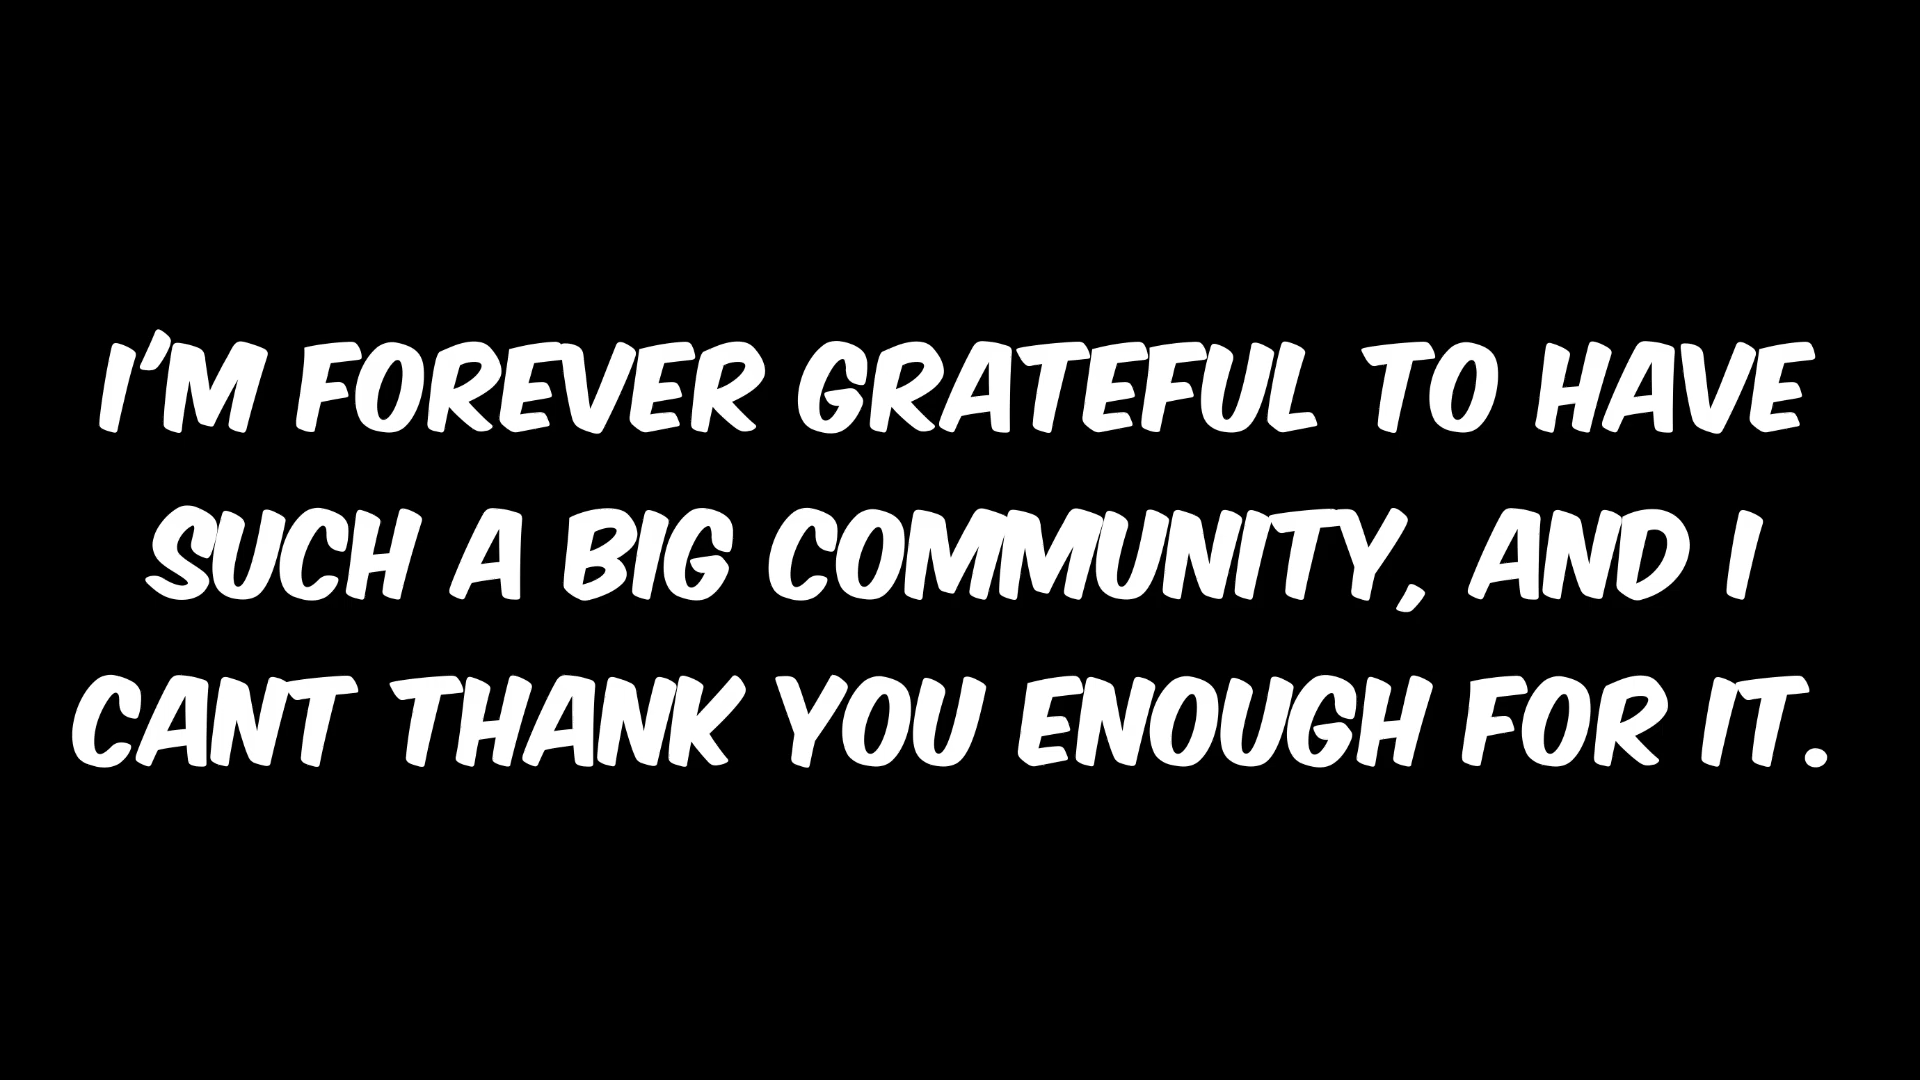 I'M FOREVER GRATEFUL TO HAVE
SUCH A BIG COMMUNITY, AND I
CANT THANK YOU ENOUGH FOR IT.